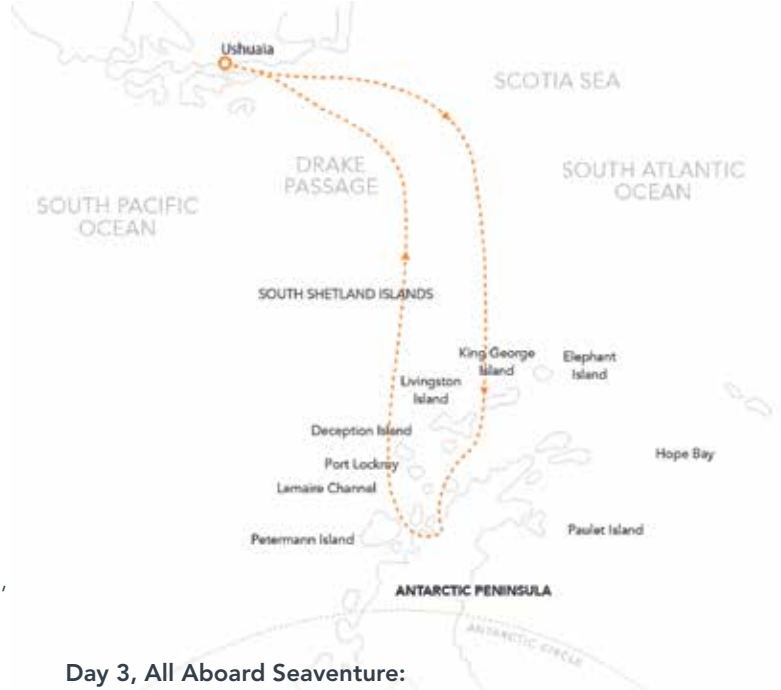 Ushuaia
SCOTIA SEA
DRAKE
PASSAGE
SOUTH ATLANTIC
OCEAN
SOUTH PACIFIC
OCEAN
SOUTH SHETLAND ISLANDS
King George
Island
Elephant
Island
Livingston
Island
Deception Island
Port Lockroy
Hope Bay
Lemaire Channel
Petermann Island
Paulet Island
,
ANTARCTIC PENINSULA
ANTARCTIC CIRCLE
Day 3, All Aboard Seaventure: